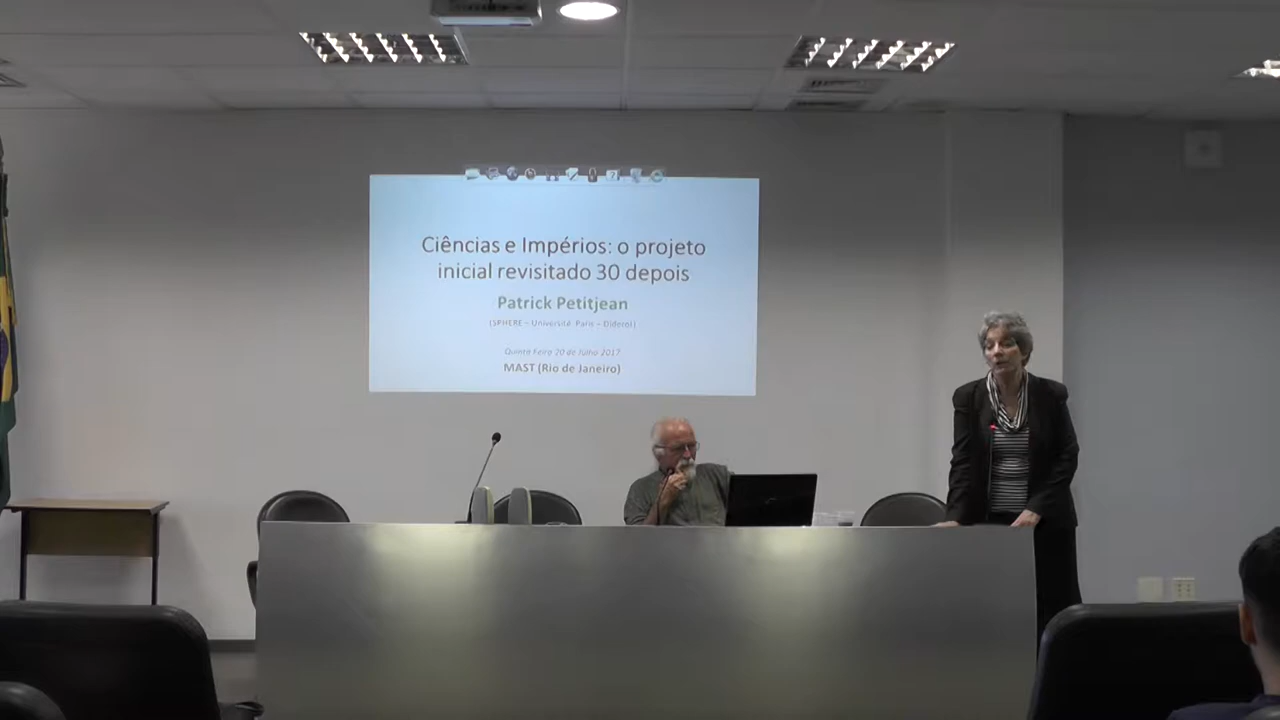 Ciências e Impérios: o projeto
inicial revisitado 30 depois
Patrick Petitjean
(SPHERE – Université Paris – Diderot)
Quinta Feira 20 de Julho 2017
MAST (Rio de Janeiro)